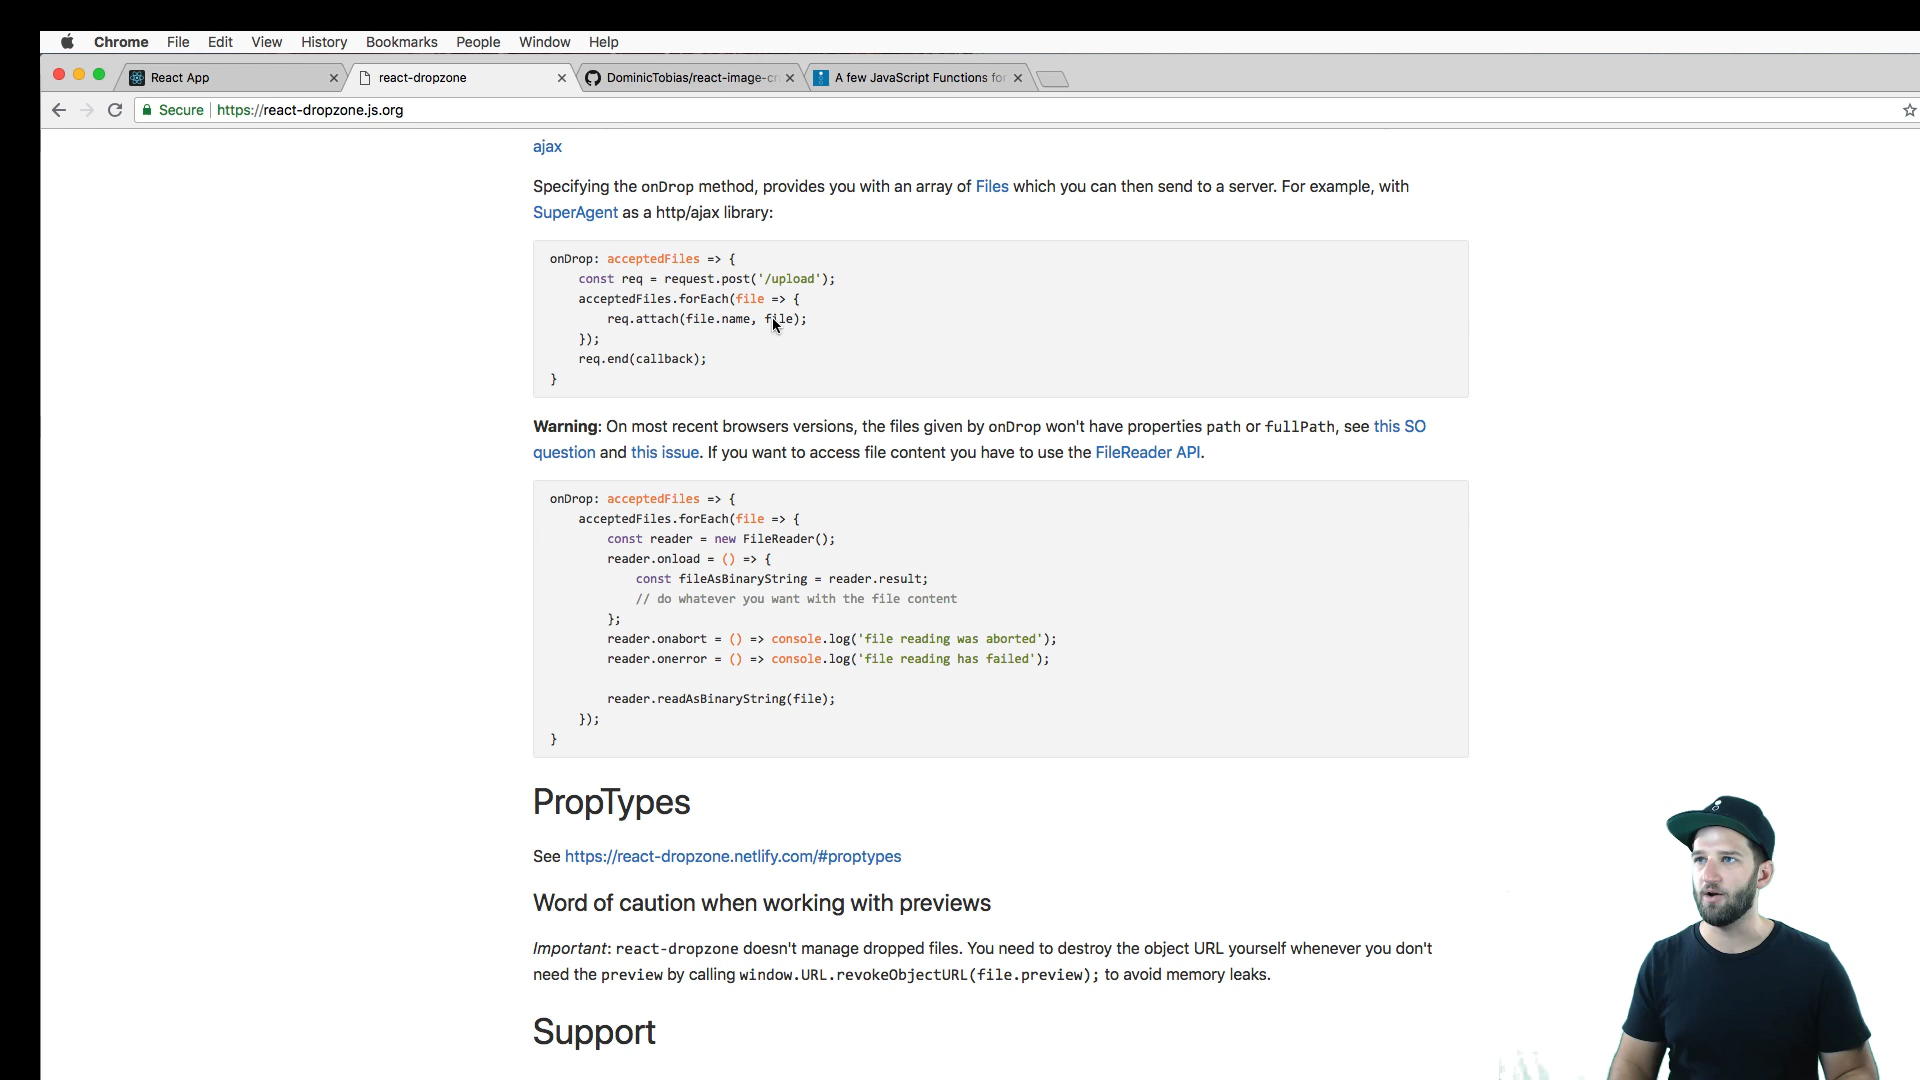 Chrome File Edit View History Bookmarks People Window Help
React App
react-dropzone
DominicTobias/react-image-cr
A few JavaScript Functions for
Secure https://react-dropzone.js.org
ajax
Specifying the onDrop method, provides you with an array of Files which you can then send to a server. For example, with
SuperAgent as a http/ajax library:
onDrop: acceptedFiles => {
const req = request.post('/upload');
acceptedFiles.forEach(file => {
req.attach(file.name, file);
});
req.end(callback);
}
Warning: On most recent browsers versions, the files given by onDrop won't have properties path or fullPath, see this SO
question and this issue. If you want to access file content you have to use the FileReader API.
onDrop: acceptedFiles => {
acceptedFiles.forEach(file => {
const reader = new FileReader();
reader.onload = () => {
const fileAsBinaryString = reader.result;
// do whatever you want with the file content
};
reader.onabort = () => console.log('file reading was aborted');
reader.onerror = () => console.log('file reading has failed');
reader.readAsBinaryString(file);
});
}
PropTypes
See https://react-dropzone.netlify.com/#proptypes
Word of caution when working with previews
Important: react-dropzone doesn't manage dropped files. You need to destroy the object URL yourself whenever you don't
need the preview by calling window.URL.revokeObjectURL(file.preview); to avoid memory leaks.
Support